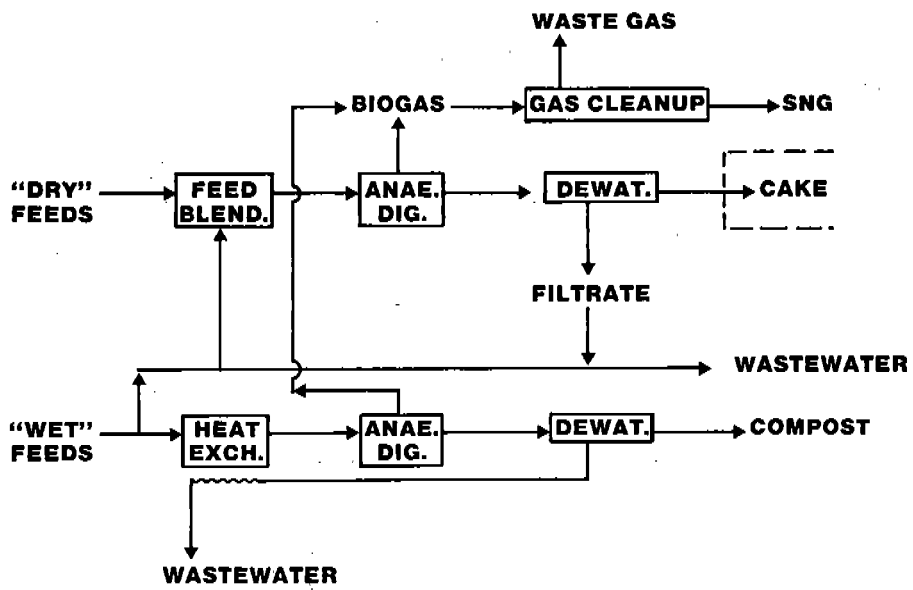 WASTE GAS
BIOGAS
GAS CLEANUP
SNG
"DRY"
FEEDS
FEED
BLEND.
ANAE.
DIG.
DEWAT.
CAKE
FILTRATE
WASTEWATER
"WET"
FEEDS
HEAT
EXCH.
ANAE.
DIG.
DEWAT.
COMPOST
WASTEWATER